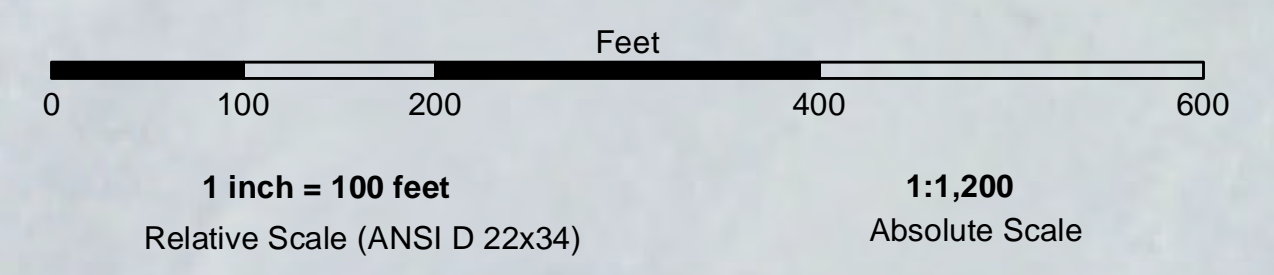 Feet
0 100 200 400 600
1 inch = 100 feet 1:1,200
Relative Scale (ANSI D 22x34) Absolute Scale